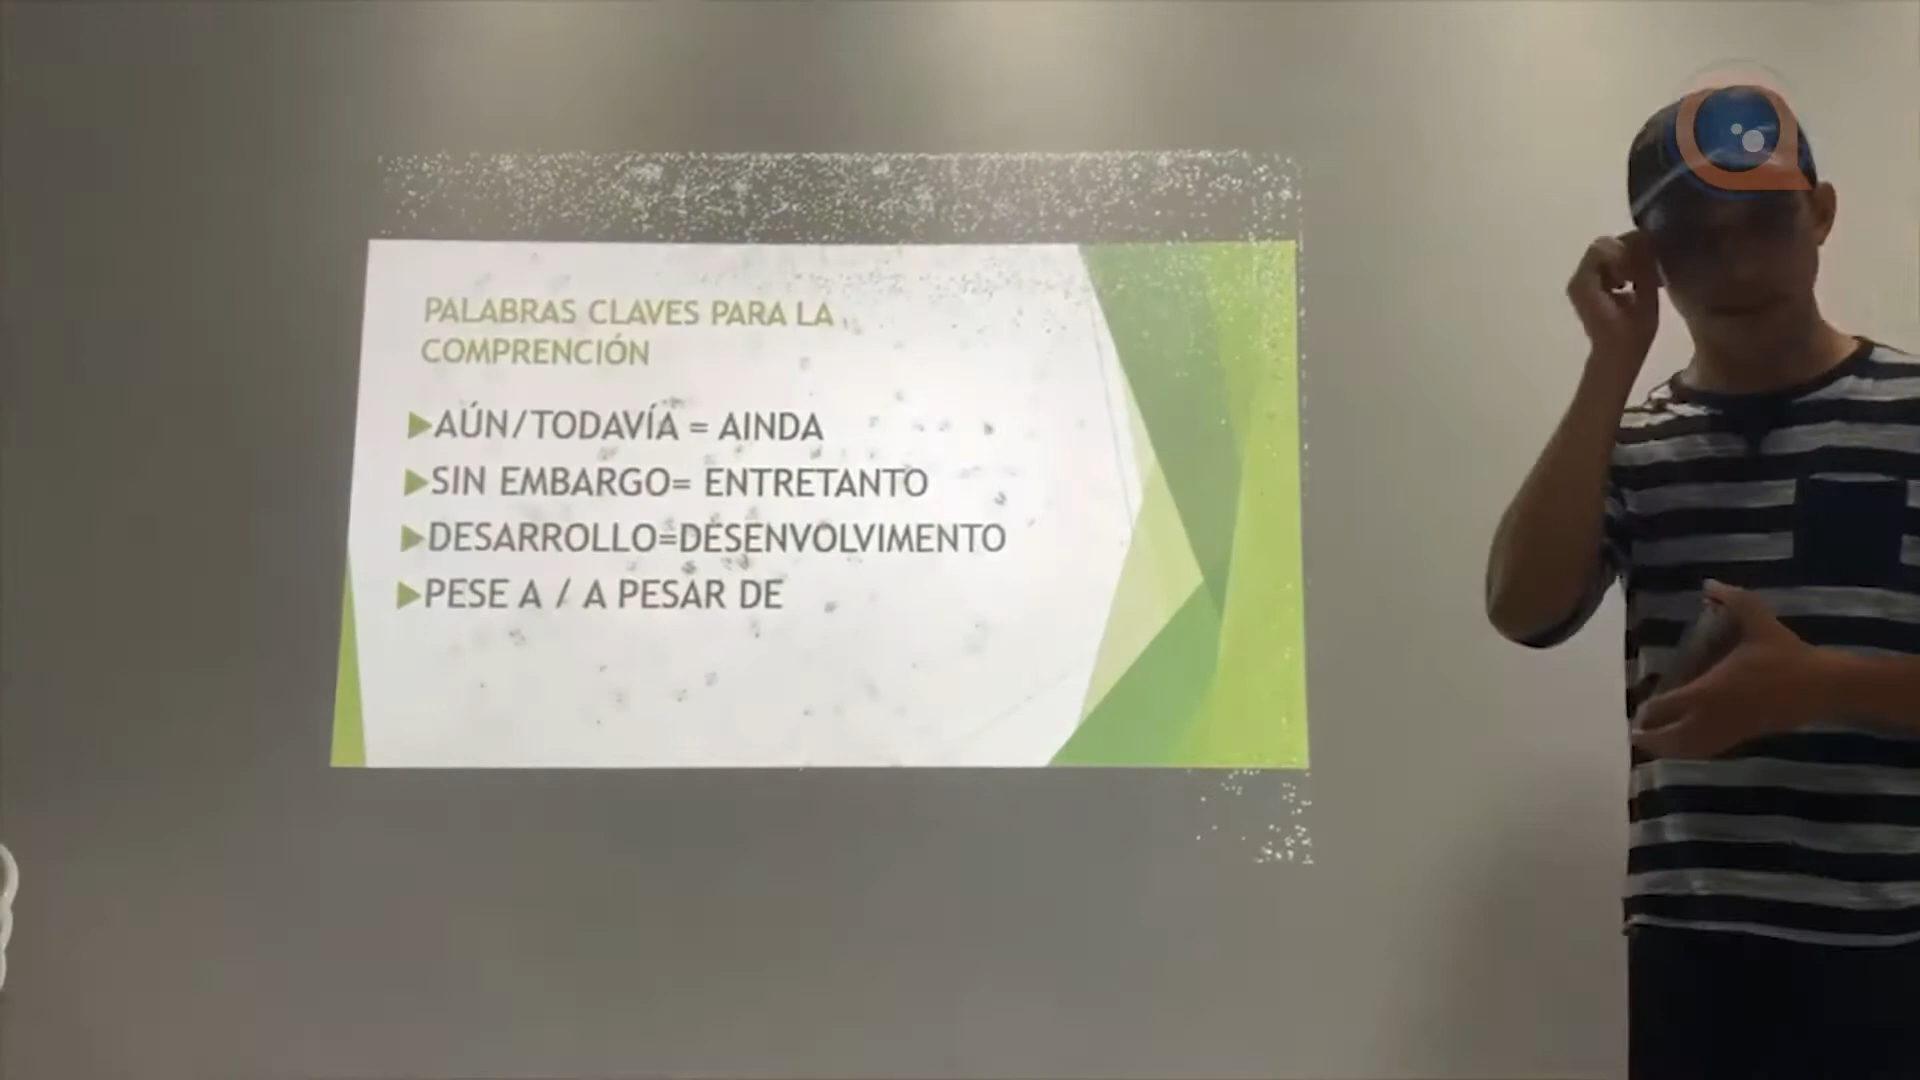 PALABRAS CLAVES PARA LA
COMPRENCIÓN
AÚN/TODAVÍA = AINDA
SIN EMBARGO= ENTRETANTO
DESARROLLO=DESENVOLVIMENTO
PESE A / A PESAR DE